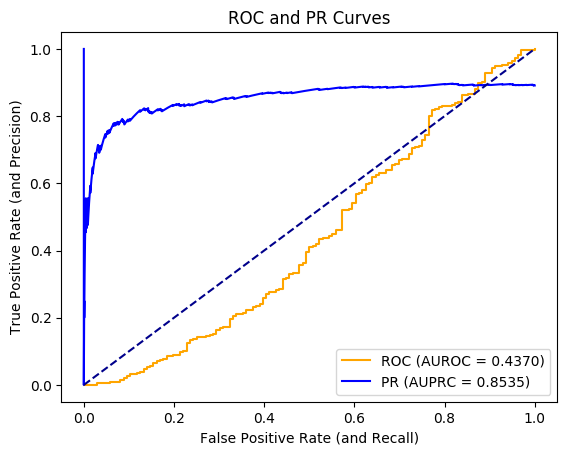 ROC and PR Curves
True Positive Rate (and Precision)
1.0
0.8
0.6
0.4
0.2
0.0
0.0 0.2 0.4 0.6 0.8 1.0
False Positive Rate (and Recall)
ROC (AUROC = 0.4370)
PR (AUPRC = 0.8535)